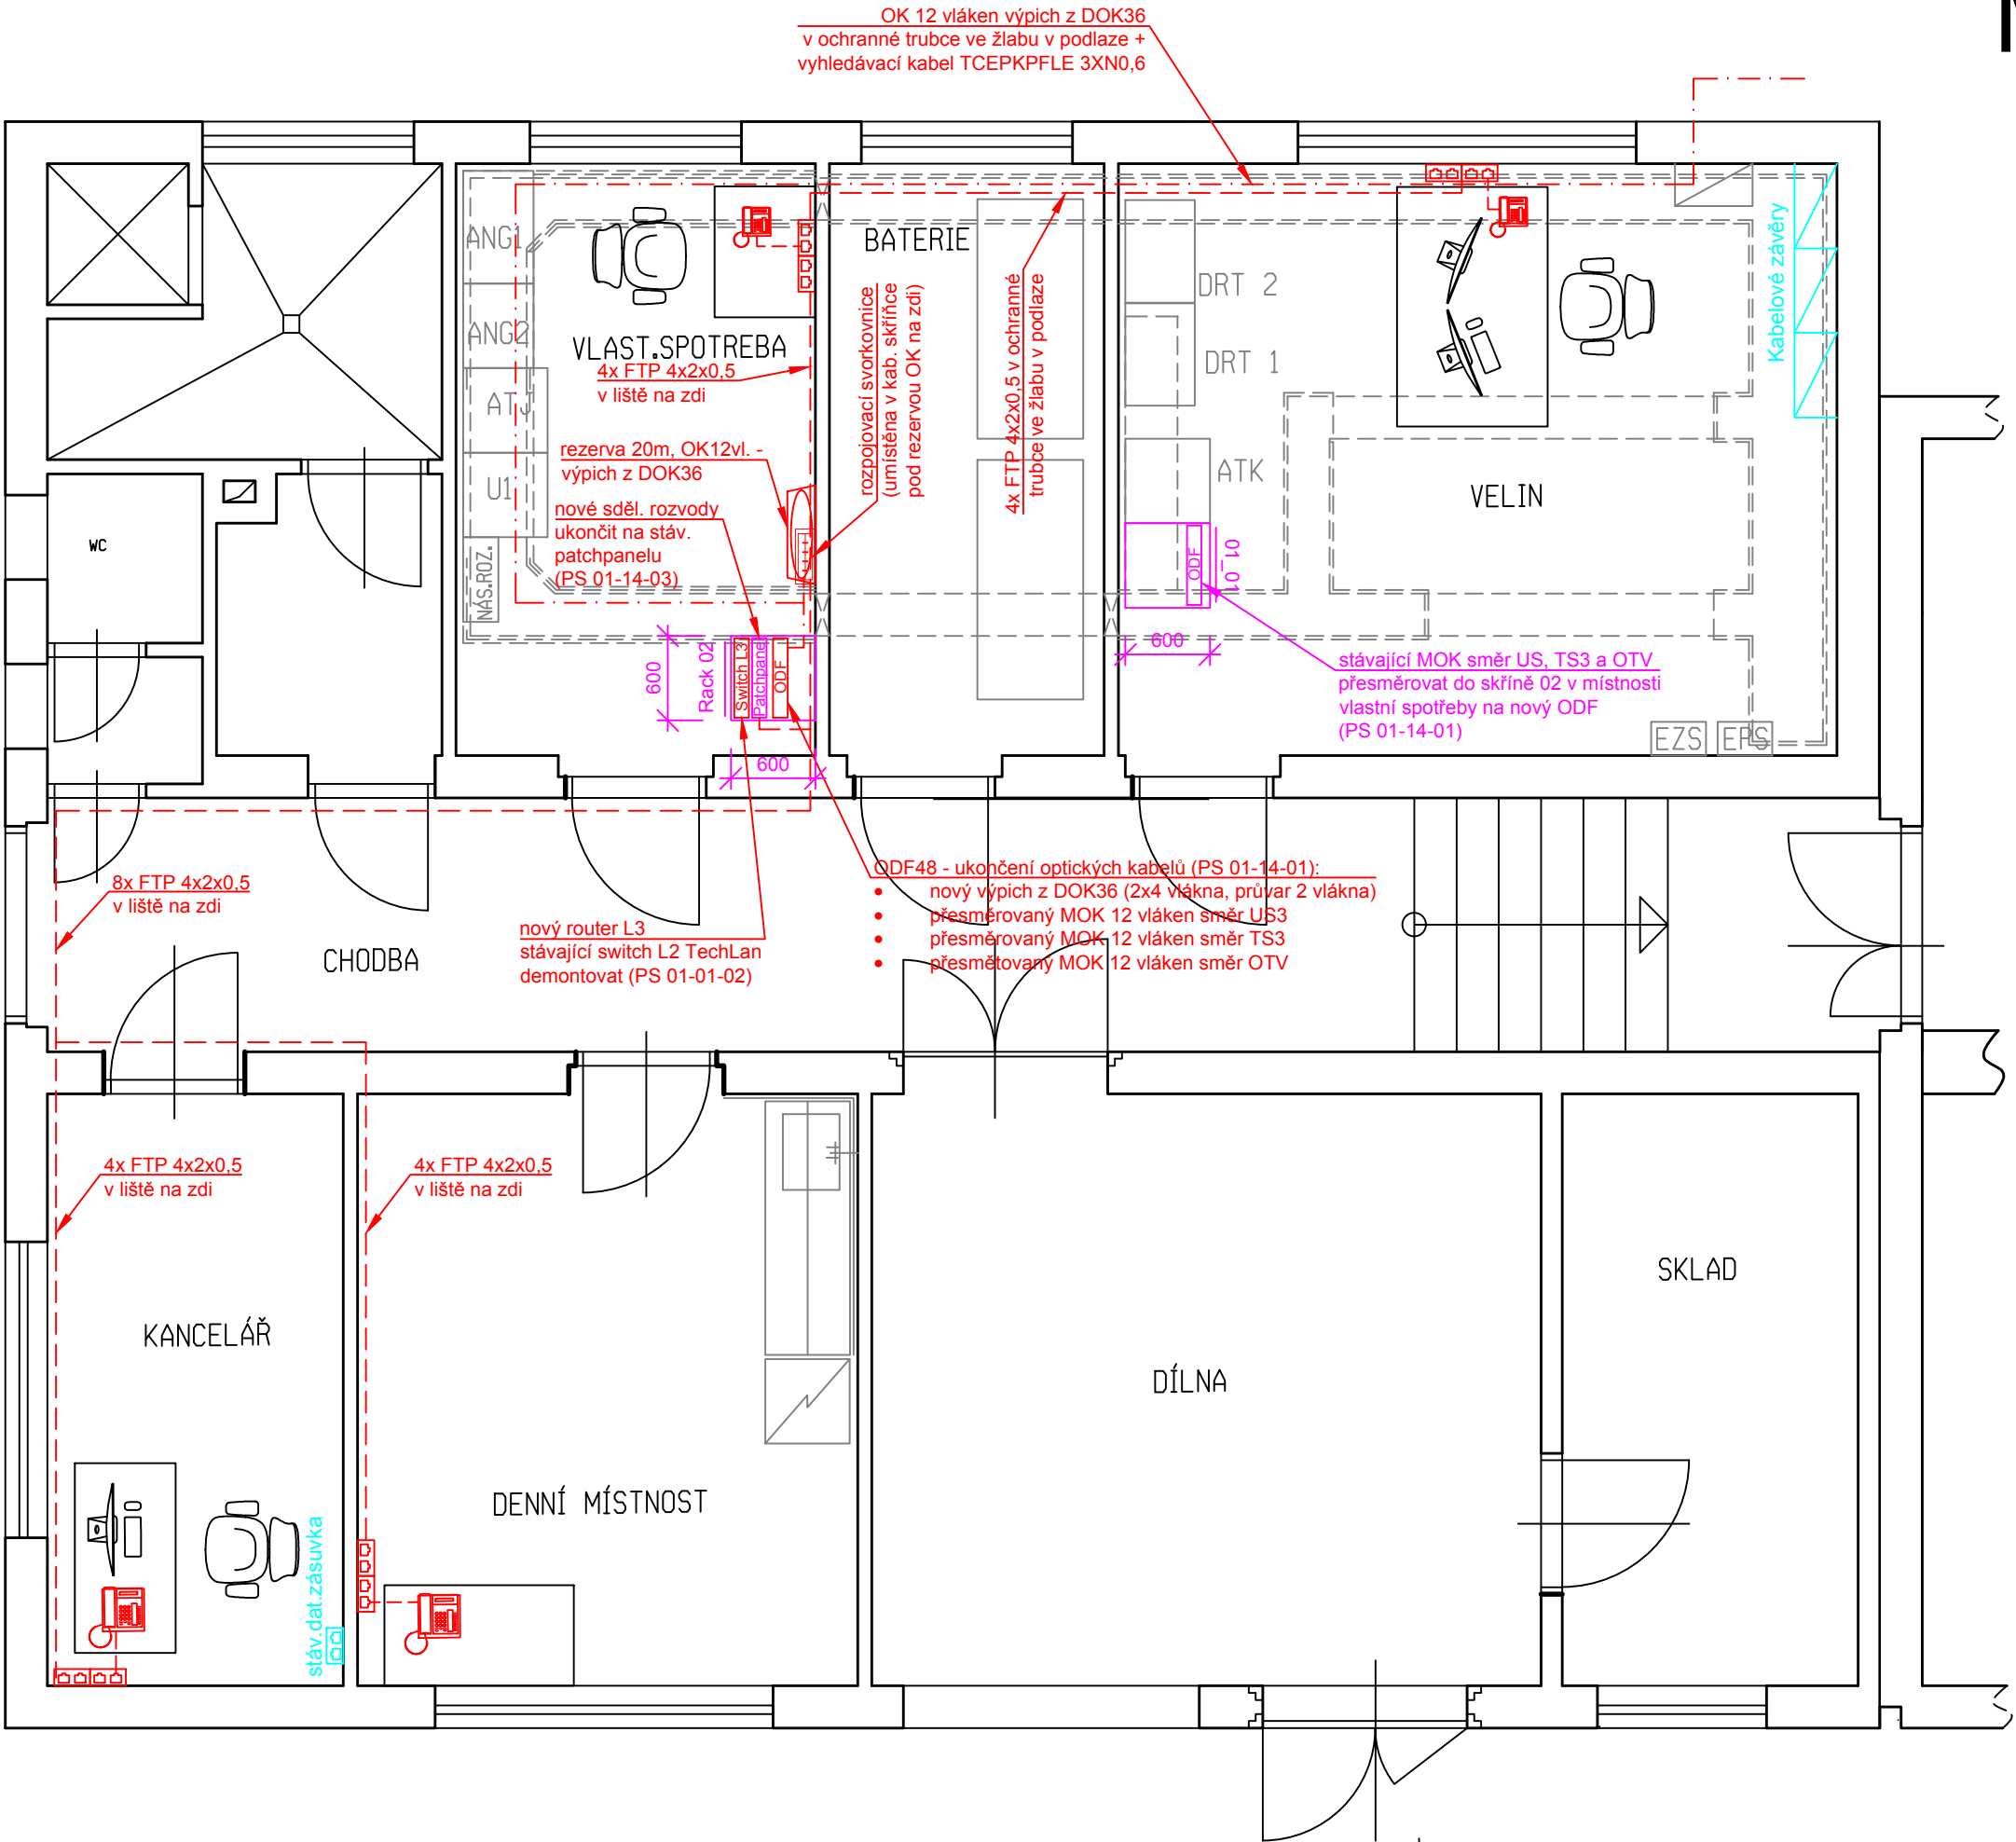 OK 12 vláken výpich z DOK36
v ochranné trubce ve žlabu v podlaze +
vyhledávací kabel TCEPKPFLE 3XN0,6
ANG1
ANG2
ATJ
U1
NÁS.ROZ.
VLAST.SPOTREBA
4x FTP 4x2x0,5
v liště na zdi
rezerva 20m, OK12vl. -
výpich z DOK36
nové sděl. rozvody
ukončit na stáv.
patchpanelu
(PS 01-14-03)
BATERIE
rozpojovací svorkovnice
(umístěna v kab. skříňce
pod rezervou OK na zdi)
4x FTP 4x2x0,5 v ochranné
trubce ve žlabu v podlaze
DRT 2
DRT 1
ATK
ODF
01_01
600
VELIN
Kabelové závěry
stávající MOK směr US, TS3 a OTV
přesměrovat do skříně 02 v místnosti
vlastní spotřeby na nový ODF
(PS 01-14-01)
EZS
EPS
WC
600
Rack 02
Switch L3
Patchpanel
ODF
600
ODF48 - ukončení optických kabelů (PS 01-14-01):
• nový výpich z DOK36 (2x4 vlákna, průvar 2 vlákna)
• přesměrovaný MOK 12 vláken směr US3
• přesměrovaný MOK 12 vláken směr TS3
• přesmětovaný MOK 12 vláken směr OTV
8x FTP 4x2x0,5
v liště na zdi
nový router L3
stávající switch L2 TechLan
demontovat (PS 01-01-02)
CHODBA
4x FTP 4x2x0,5
v liště na zdi
4x FTP 4x2x0,5
v liště na zdi
KANCELÁŘ
stáv.dat.zásuvka
DENNÍ MÍSTNOST
DÍLNA
SKLAD